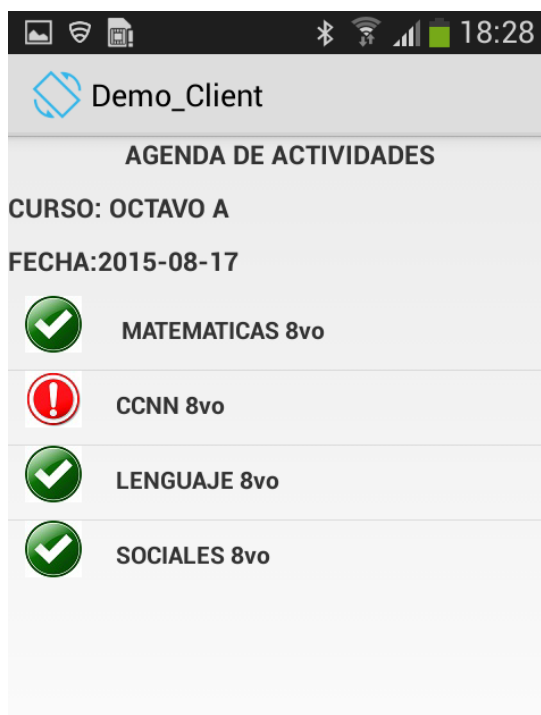 18:28
Demo_Client
AGENDA DE ACTIVIDADES
CURSO: OCTAVO A
FECHA:2015-08-17
MATEMATICAS 8vo
CCNN 8vo
LENGUAJE 8vo
SOCIALES 8vo